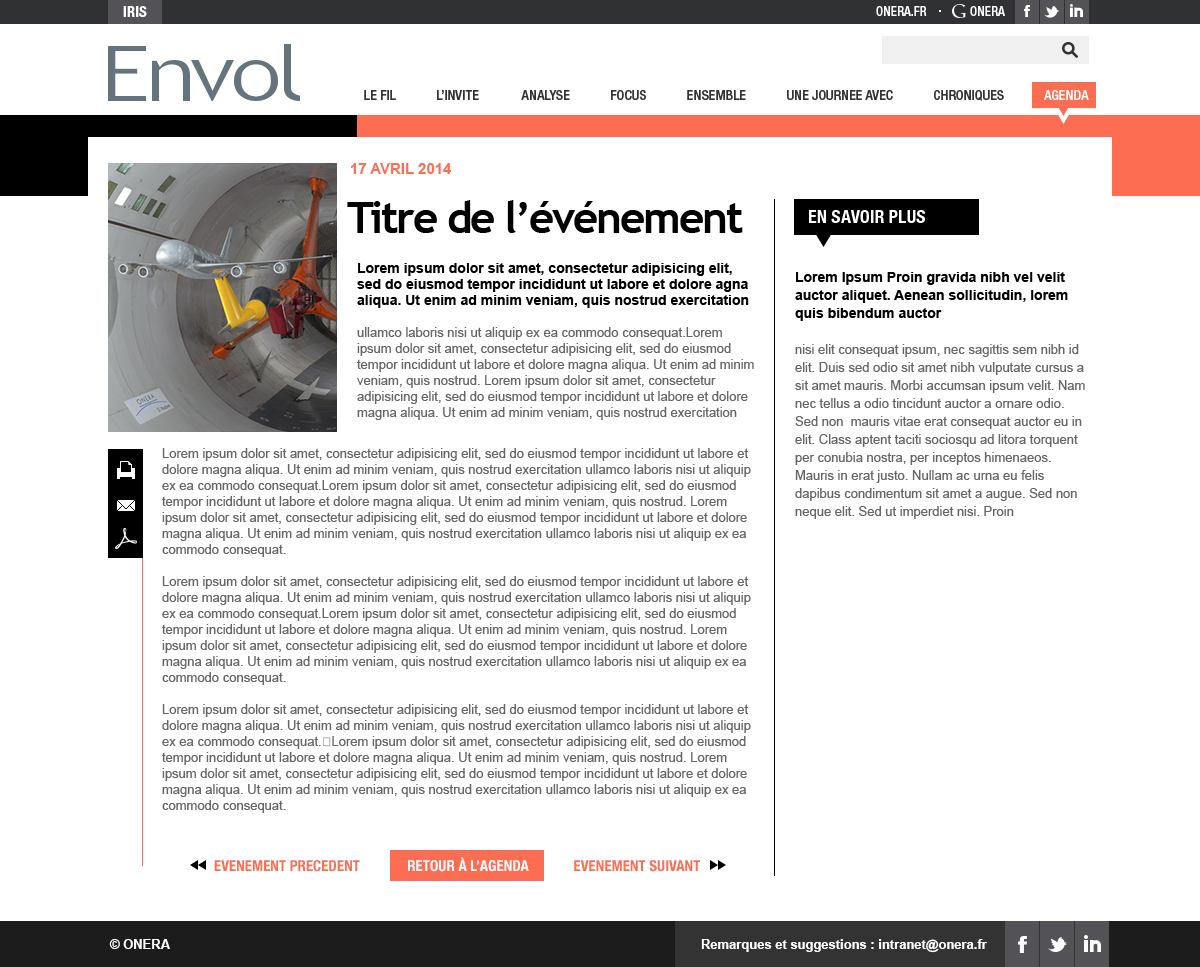 IRIS
ONERA.FR · G ONERA
Envol
LE FIL L'INVITE ANALYSE FOCUS ENSEMBLE UNE JOURNEE AVEC CHRONIQUES AGENDA
17 AVRIL 2014
Titre de l'événement
Lorem ipsum dolor sit amet, consectetur adipisicing elit,
sed do eiusmod tempor incididunt ut labore et dolore agna
aliqua. Ut enim ad minim veniam, quis nostrud exercitation
ullamco laboris nisi ut aliquip ex ea commodo consequat.Lorem
ipsum dolor sit amet, consectetur adipisicing elit, sed do eiusmod
tempor incididunt ut labore et dolore magna aliqua. Ut enim ad minim
veniam, quis nostrud. Lorem ipsum dolor sit amet, consectetur
adipisicing elit, sed do eiusmod tempor incididunt ut labore et dolore
magna aliqua. Ut enim ad minim veniam, quis nostrud exercitation
ONERA
Lorem ipsum dolor sit amet, consectetur adipisicing elit, sed do eiusmod tempor incididunt ut labore et
dolore magna aliqua. Ut enim ad minim veniam, quis nostrud exercitation ullamco laboris nisi ut aliquip
ex ea commodo consequat.Lorem ipsum dolor sit amet, consectetur adipisicing elit, sed do eiusmod
tempor incididunt ut labore et dolore magna aliqua. Ut enim ad minim veniam, quis nostrud. Lorem
ipsum dolor sit amet, consectetur adipisicing elit, sed do eiusmod tempor incididunt ut labore et dolore
magna aliqua. Ut enim ad minim veniam, quis nostrud exercitation ullamco laboris nisi ut aliquip ex ea
commodo consequat.
Lorem ipsum dolor sit amet, consectetur adipisicing elit, sed do eiusmod tempor incididunt ut labore et
dolore magna aliqua. Ut enim ad minim veniam, quis nostrud exercitation ullamco laboris nisi ut aliquip
ex ea commodo consequat.Lorem ipsum dolor sit amet, consectetur adipisicing elit, sed do eiusmod
tempor incididunt ut labore et dolore magna aliqua. Ut enim ad minim veniam, quis nostrud. Lorem
ipsum dolor sit amet, consectetur adipisicing elit, sed do eiusmod tempor incididunt ut labore et dolore
magna aliqua. Ut enim ad minim veniam, quis nostrud exercitation ullamco laboris nisi ut aliquip ex ea
commodo consequat.
Lorem ipsum dolor sit amet, consectetur adipisicing elit, sed do eiusmod tempor incididunt ut labore et
dolore magna aliqua. Ut enim ad minim veniam, quis nostrud exercitation ullamco laboris nisi ut aliquip
ex ea commodo consequat.Lorem ipsum dolor sit amet, consectetur adipisicing elit, sed do eiusmod
tempor incididunt ut labore et dolore magna aliqua. Ut enim ad minim veniam, quis nostrud. Lorem
ipsum dolor sit amet, consectetur adipisicing elit, sed do eiusmod tempor incididunt ut labore et dolore
magna aliqua. Ut enim ad minim veniam, quis nostrud exercitation ullamco laboris nisi ut aliquip ex ea
commodo consequat.
EVENEMENT PRECEDENT RETOUR À L'AGENDA EVENEMENT SUIVANT
EN SAVOIR PLUS
Lorem Ipsum Proin gravida nibh vel velit
auctor aliquet. Aenean sollicitudin, lorem
quis bibendum auctor
nisi elit consequat ipsum, nec sagittis sem nibh id
elit. Duis sed odio sit amet nibh vulputate cursus a
sit amet mauris. Morbi accumsan ipsum velit. Nam
nec tellus a odio tincidunt auctor a ornare odio.
Sed non mauris vitae erat consequat auctor eu in
elit. Class aptent taciti sociosqu ad litora torquent
per conubia nostra, per inceptos himenaeos.
Mauris in erat justo. Nullam ac urna eu felis
dapibus condimentum sit amet a augue. Sed non
neque elit. Sed ut imperdiet nisi. Proin
© ONERA
Remarques et suggestions : intranet@onera.fr